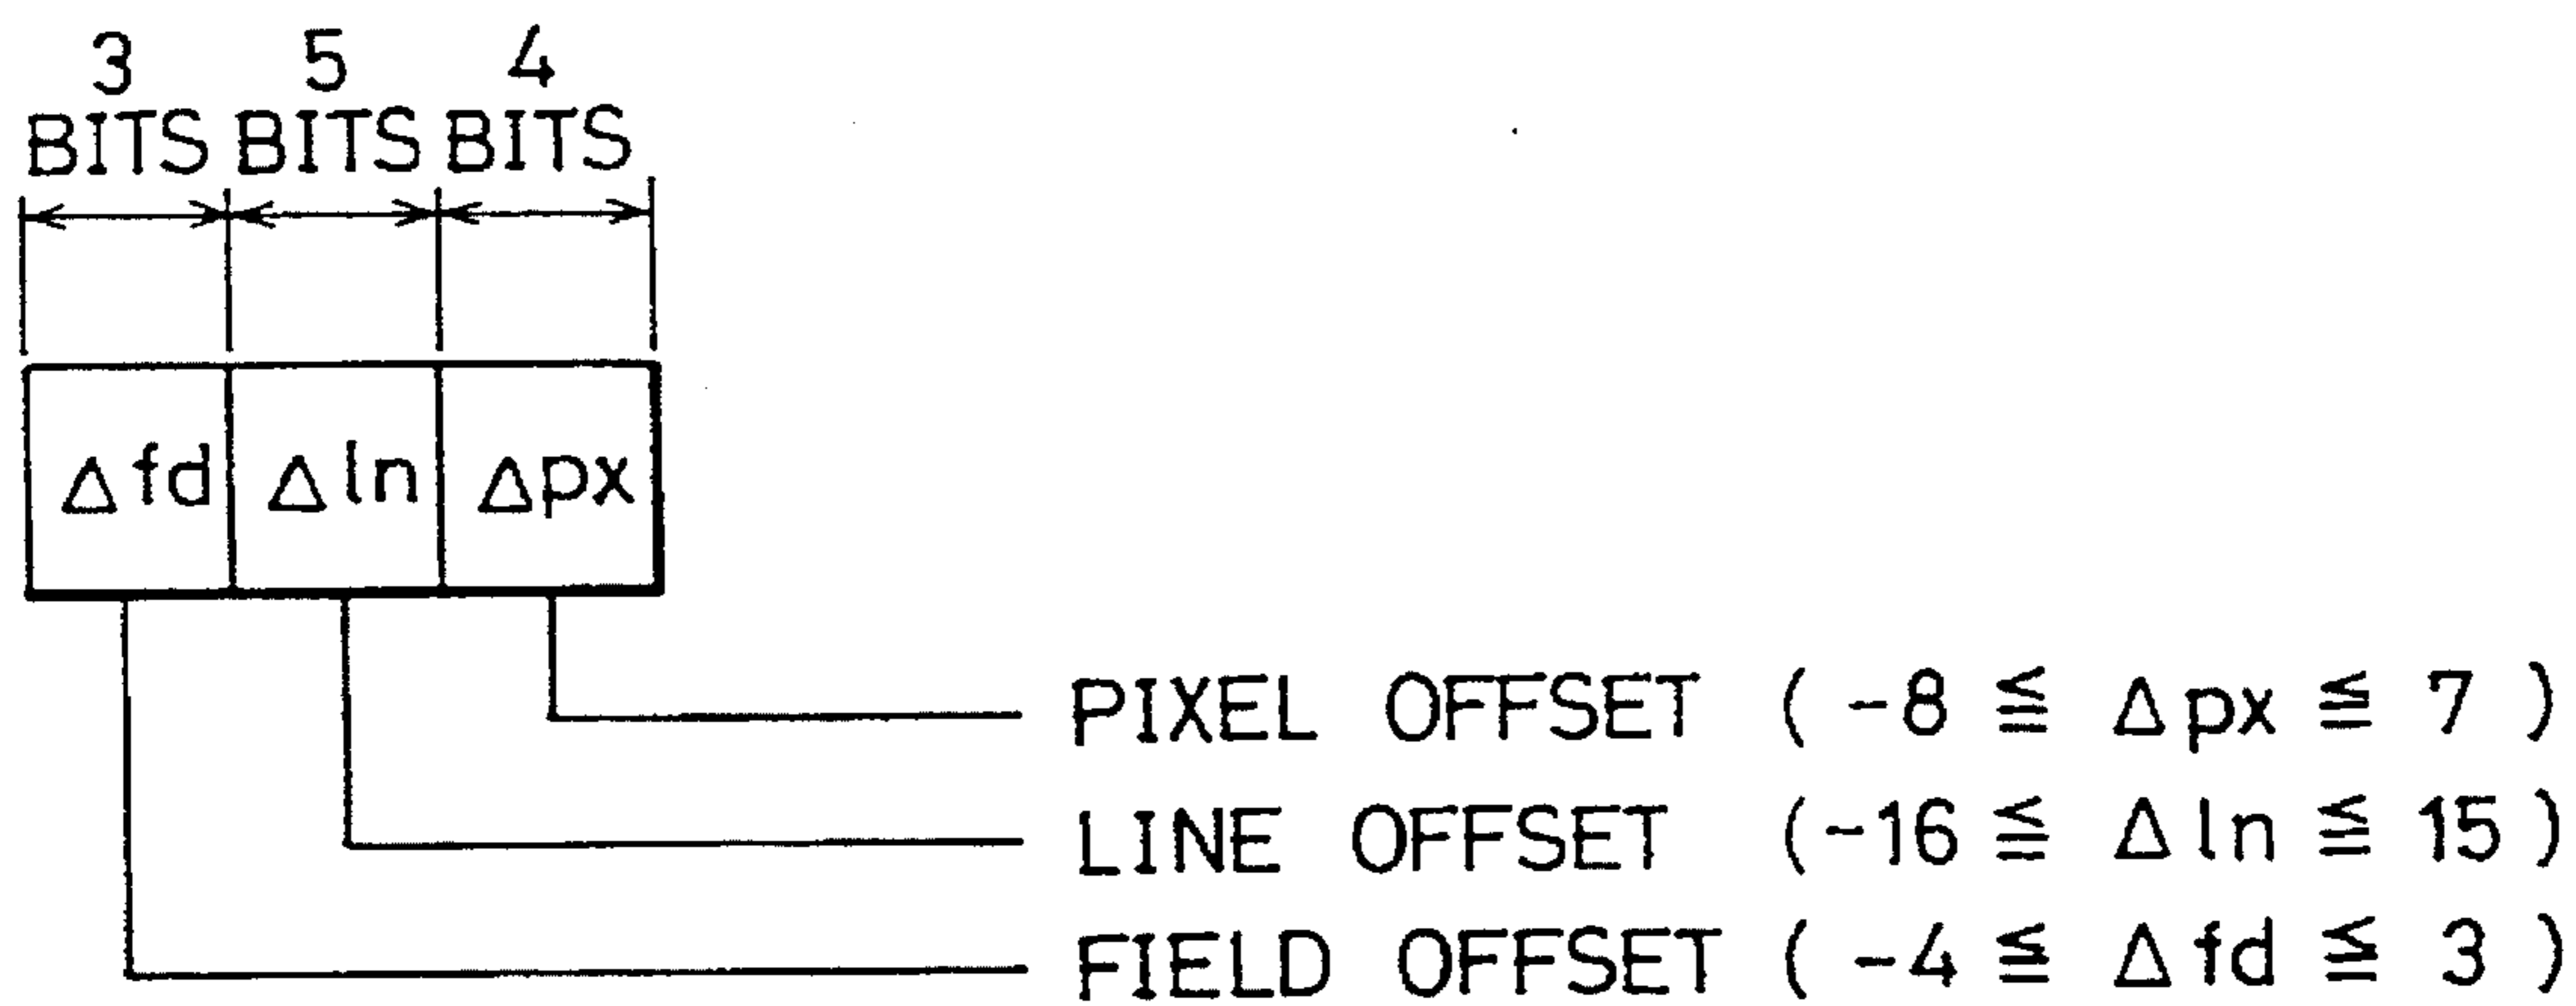 3 5 4
BITS BITS BITS
Δfd Δln Δpx
PIXEL OFFSET ( -8 ≦ Δpx ≦ 7 )
LINE OFFSET ( -16 ≦ Δln ≦ 15 )
FIELD OFFSET ( -4 ≦ Δfd ≦ 3 )